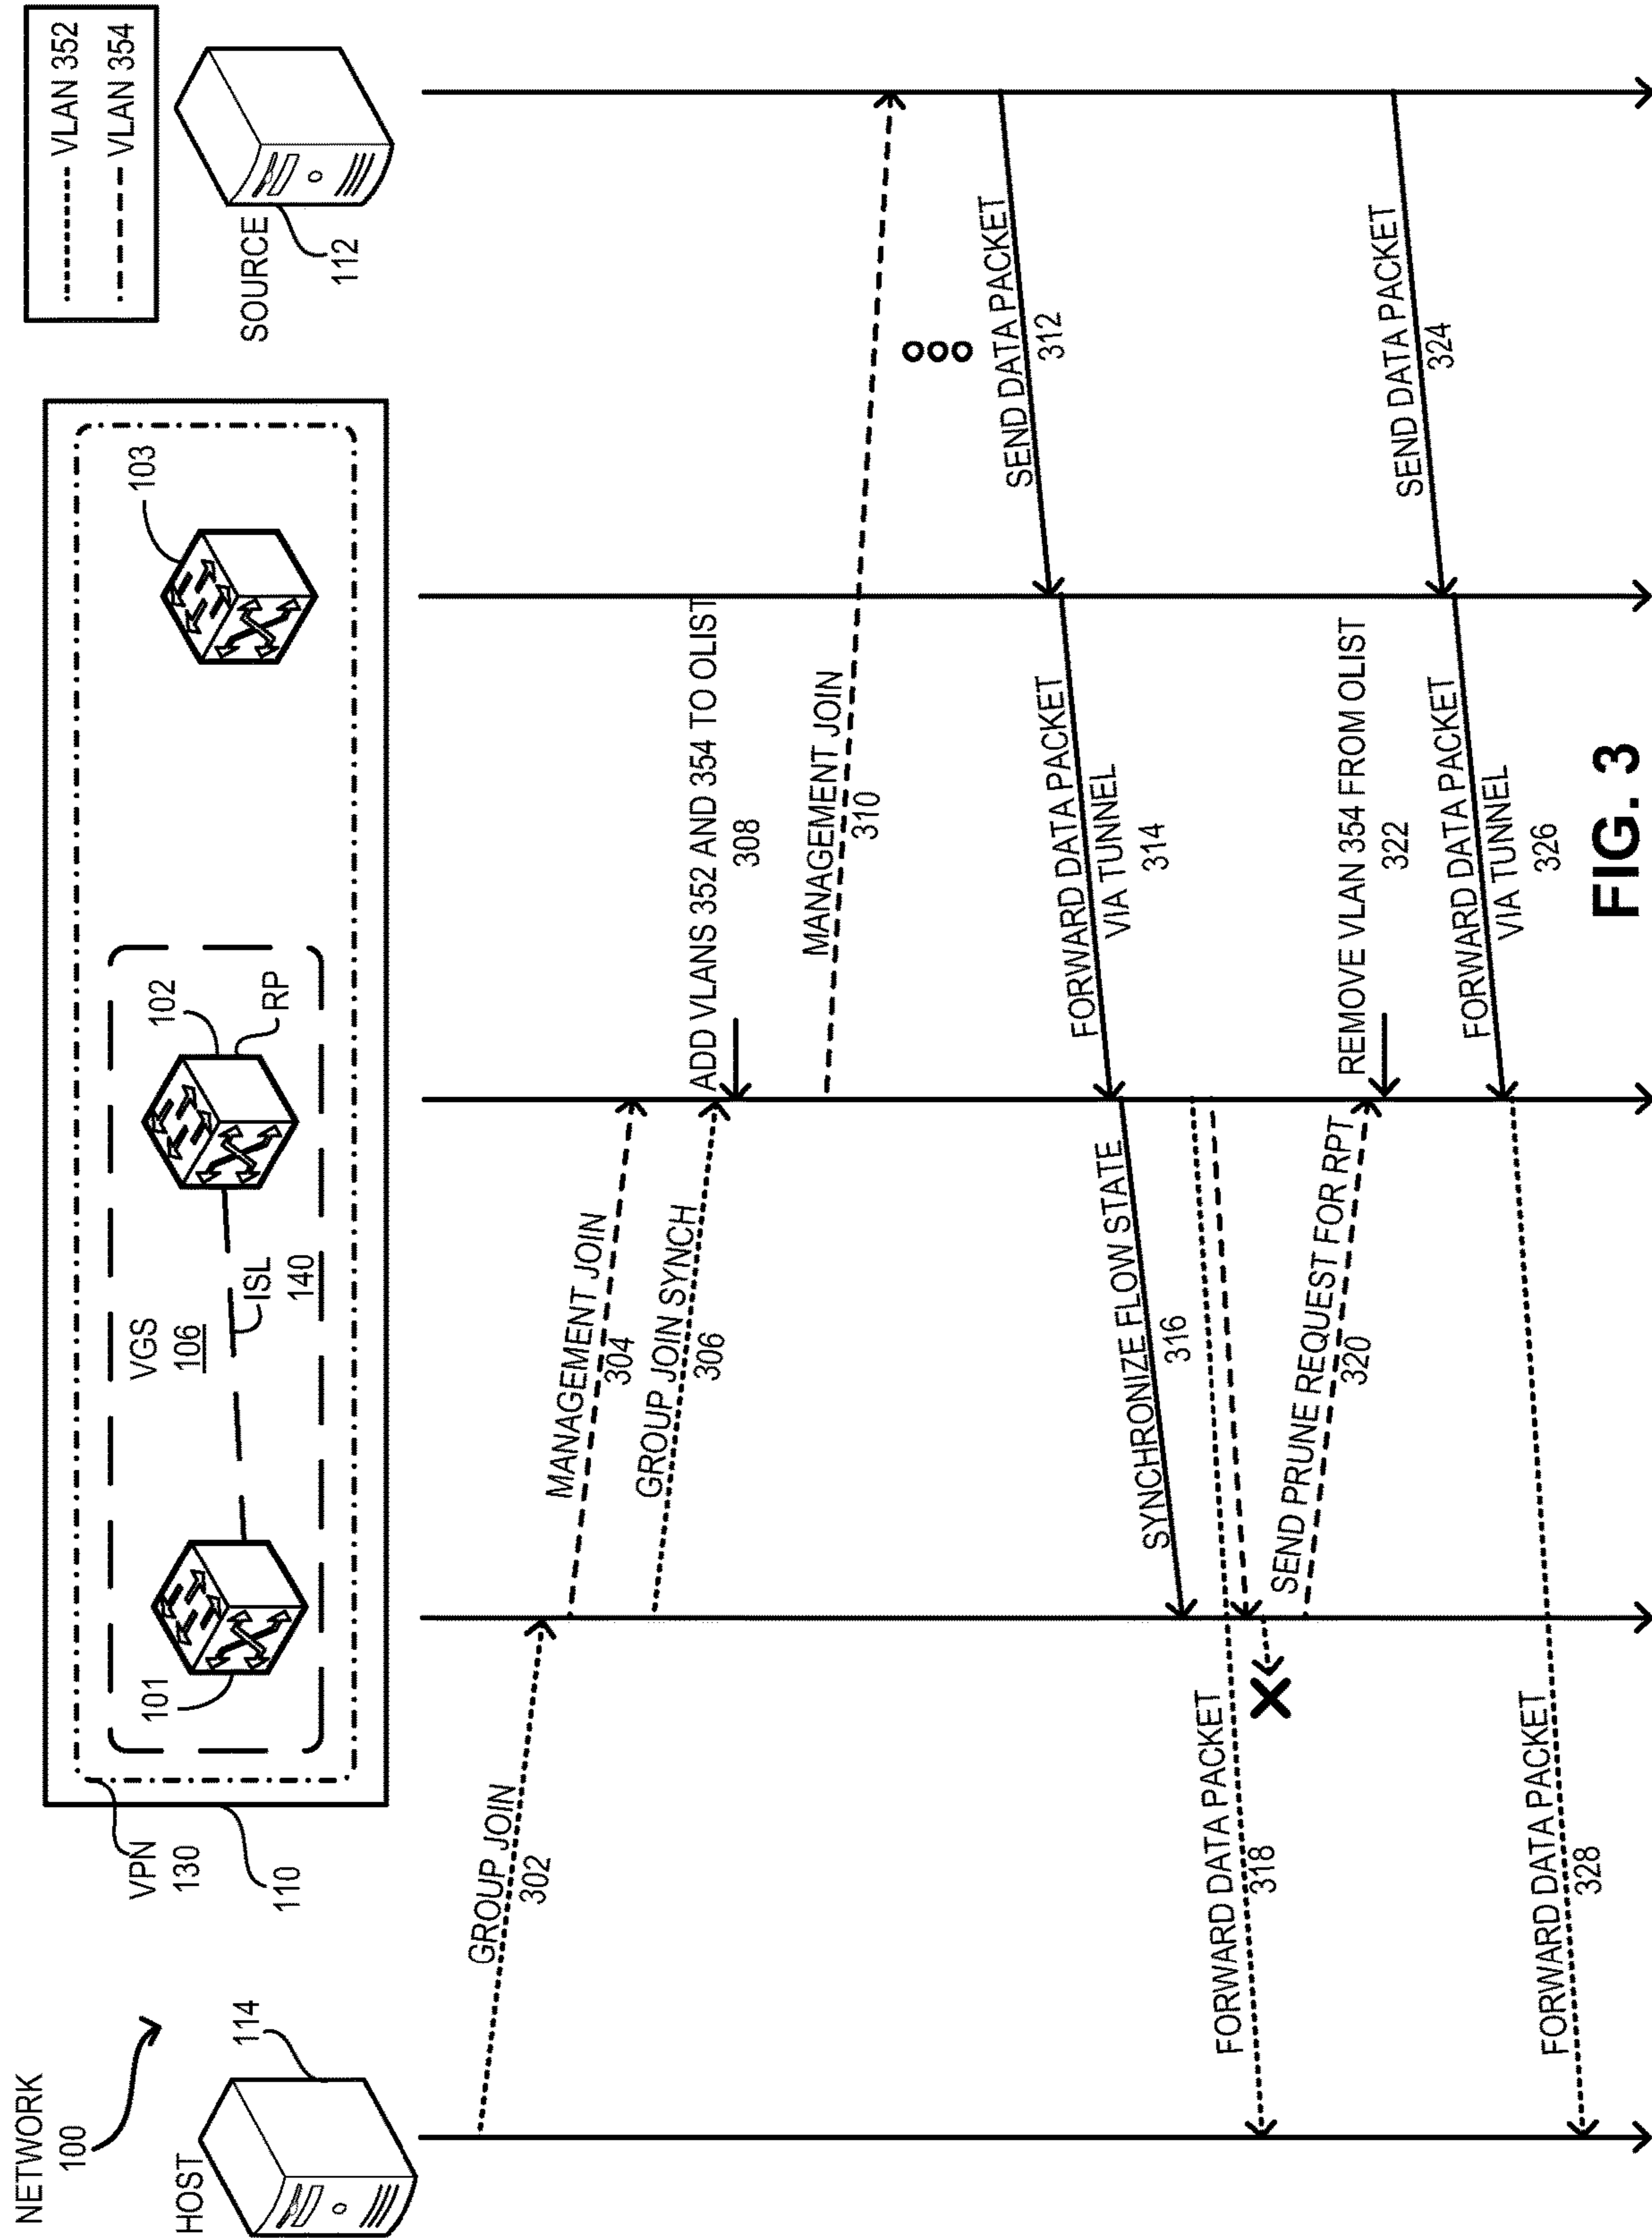 NETWORK
100
HOST
114
VPN
130
110
101
VGS
106
ISL
140
102
RP
103
SOURCE
112
VLAN 352
VLAN 354
GROUP JOIN
302
MANAGEMENT JOIN
304
GROUP JOIN SYNCH
306
ADD VLANS 352 AND 354 TO OLIST
308
MANAGEMENT JOIN
310
SEND DATA PACKET
312
FORWARD DATA PACKET
VIA TUNNEL
314
SYNCHRONIZE FLOW STATE
316
FORWARD DATA PACKET
318
X
SEND PRUNE REQUEST FOR RPT
320
REMOVE VLAN 354 FROM OLIST
322
SEND DATA PACKET
324
FORWARD DATA PACKET
VIA TUNNEL
326
FORWARD DATA PACKET
328
FIG. 3